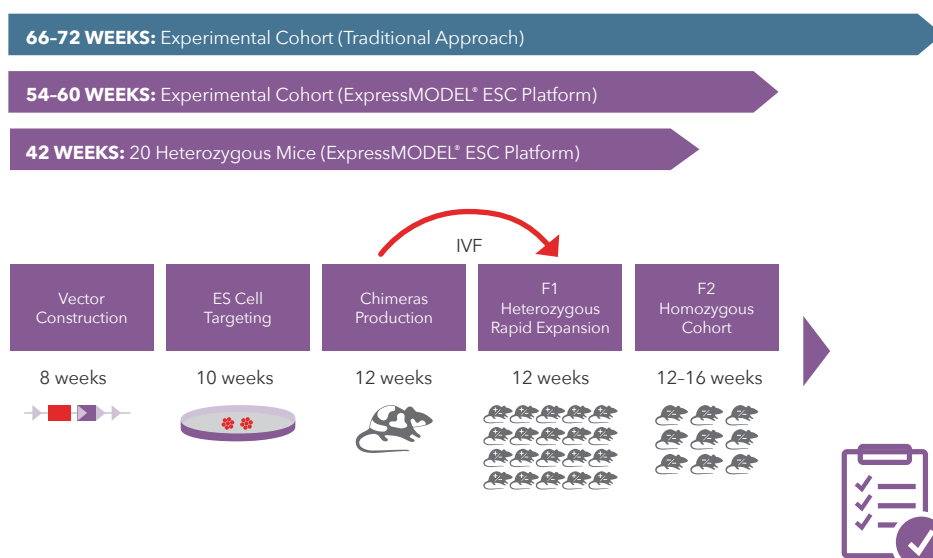 66–72 WEEKS: Experimental Cohort (Traditional Approach)
54–60 WEEKS: Experimental Cohort (ExpressMODEL® ESC Platform)
42 WEEKS: 20 Heterozygous Mice (ExpressMODEL® ESC Platform)
IVF
Vector
Construction
8 weeks
ES Cell
Targeting
10 weeks
Chimeras
Production
12 weeks
F1
Heterozygous
Rapid Expansion
12 weeks
F2
Homozygous
Cohort
12–16 weeks